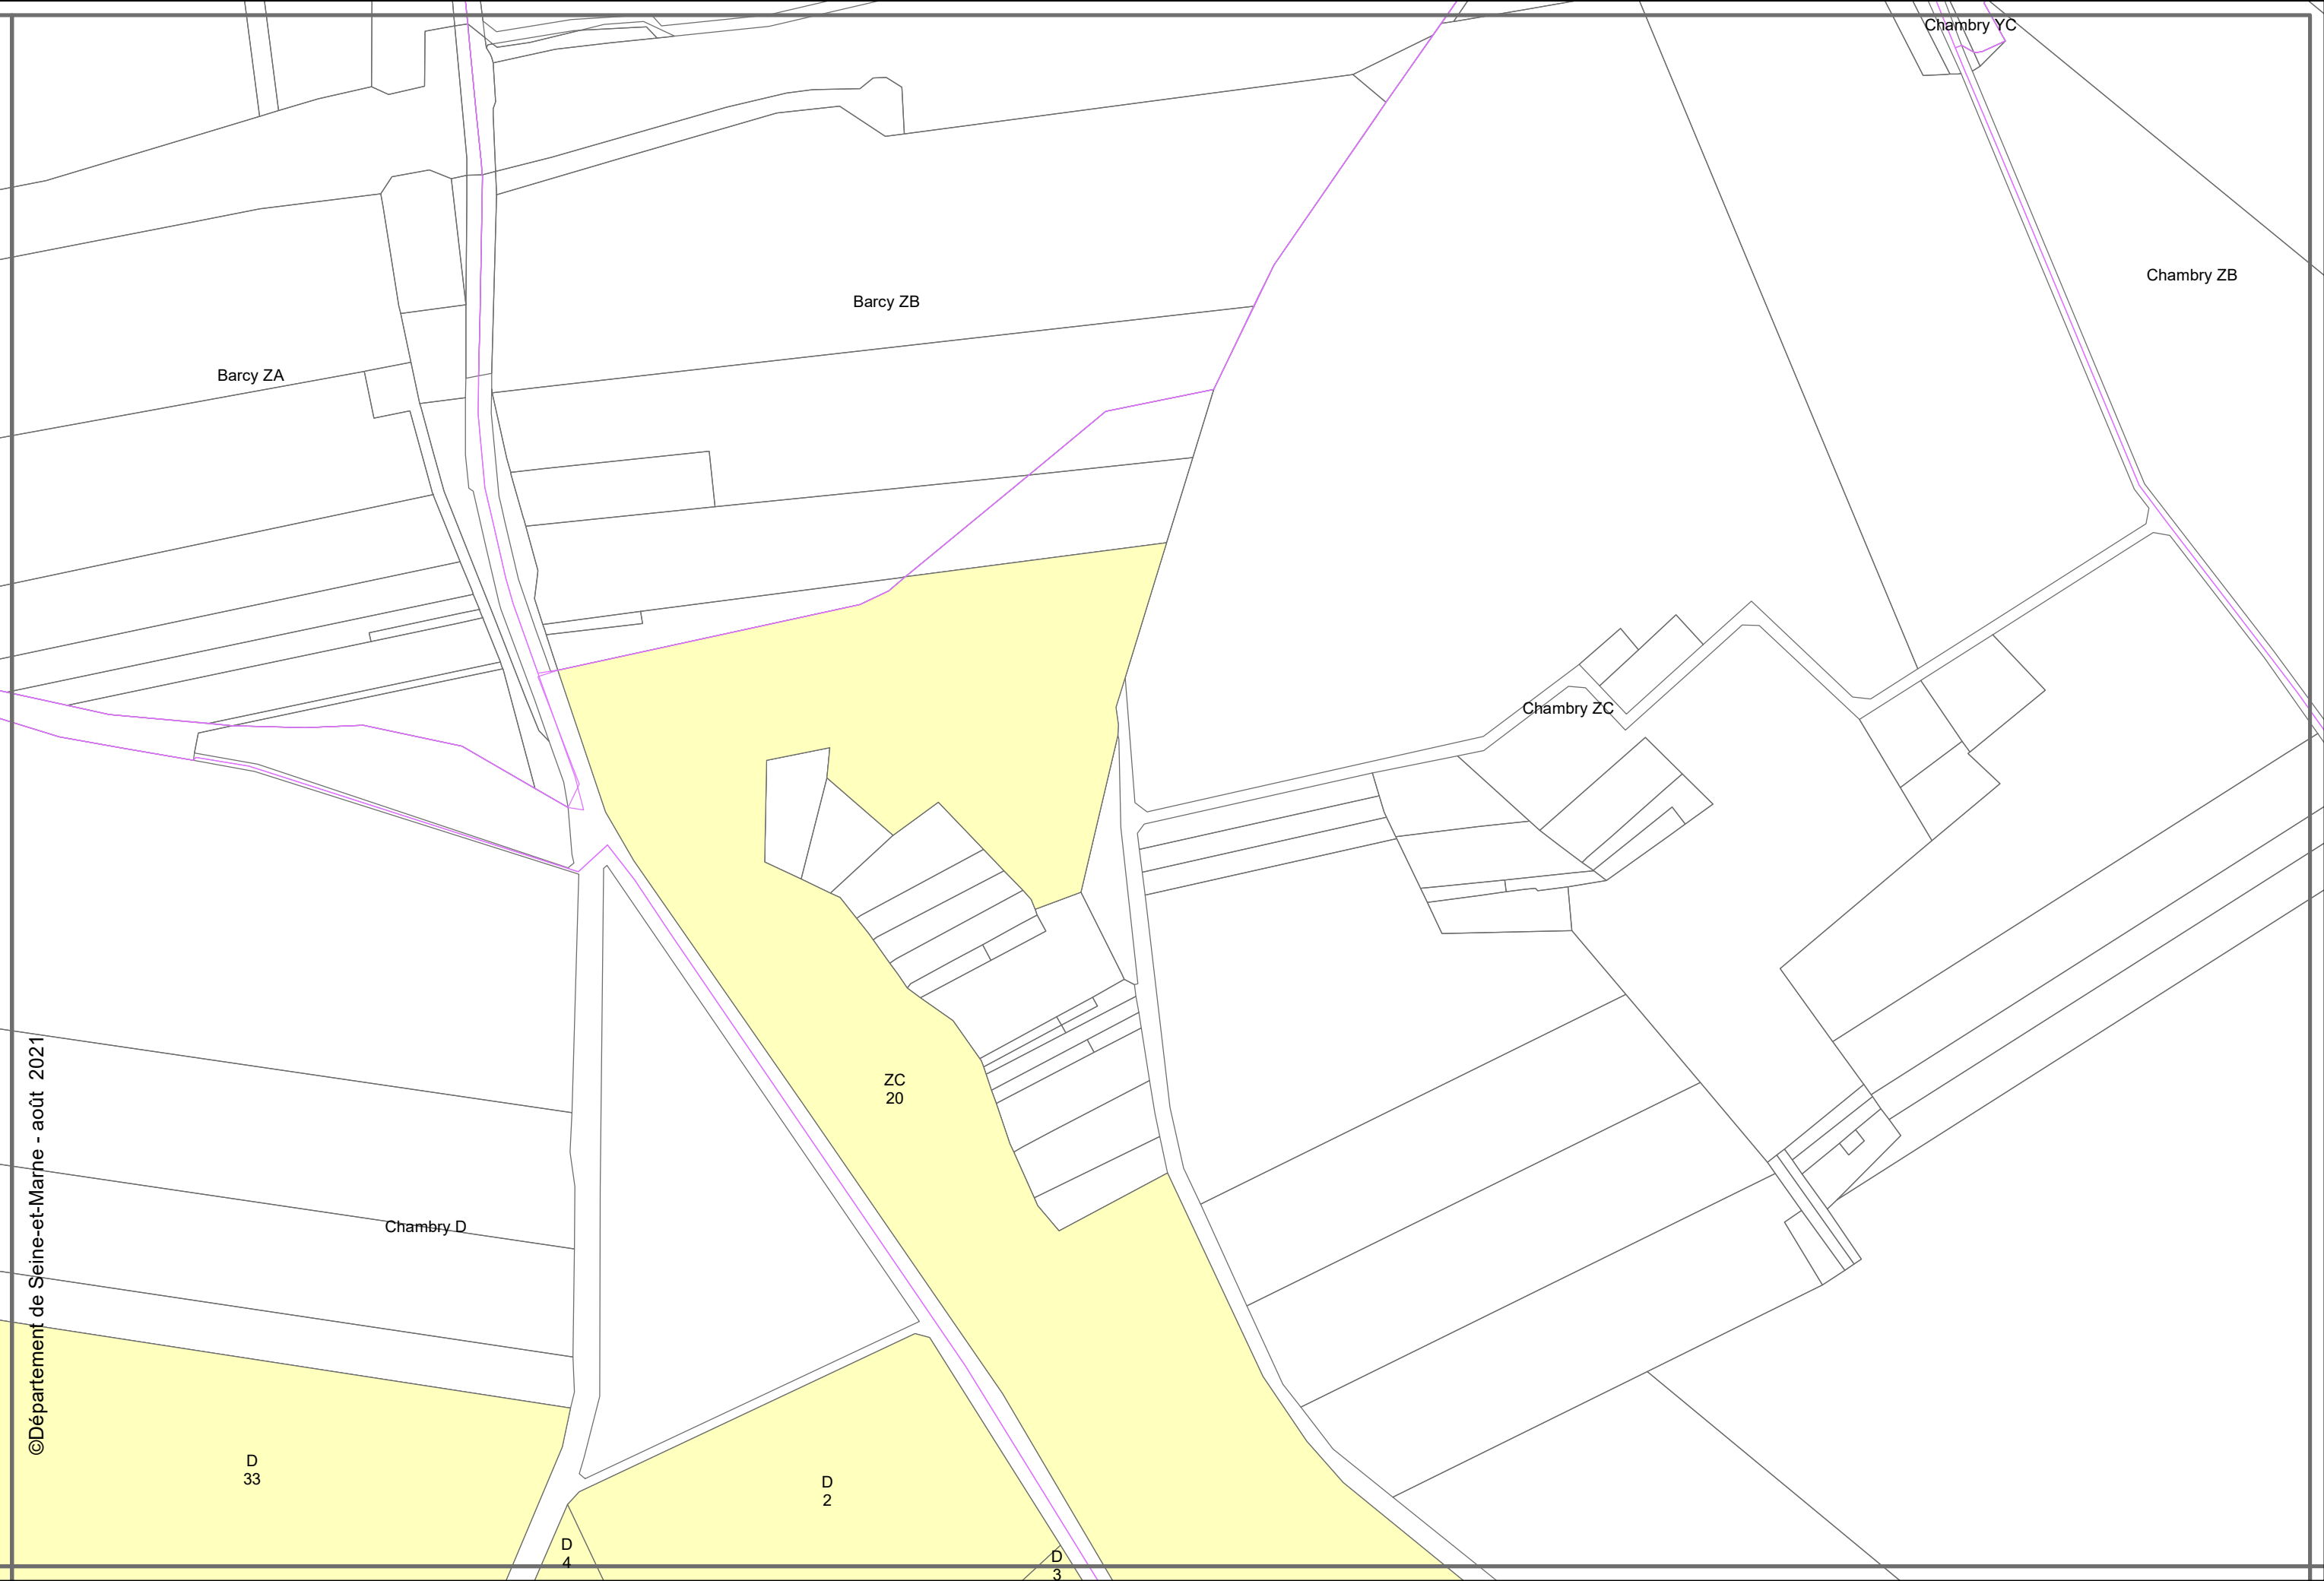 Chambry YC
Chambry ZB
Barcy ZB
Barcy ZA
Chambry ZC
ZC
20
Chambry D
D
33
D
2
D
4
D
3
©Département de Seine-et-Marne - août 2021